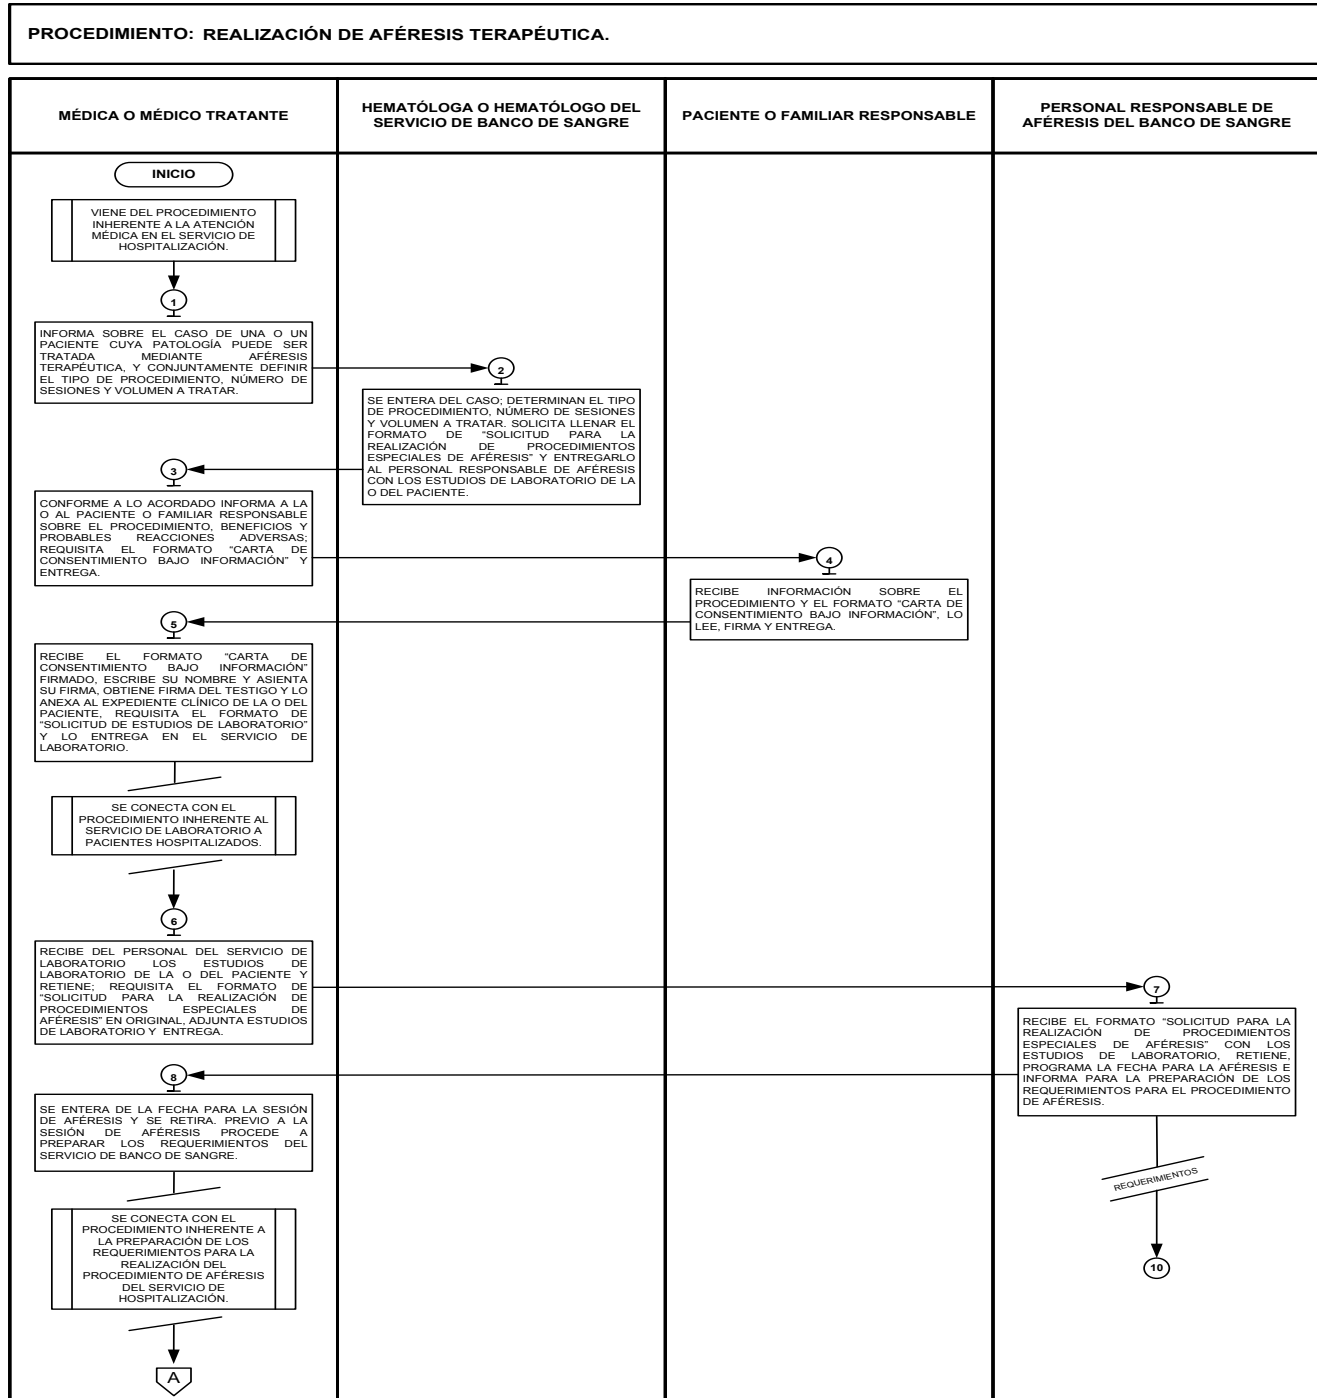 PROCEDIMIENTO: REALIZACIÓN DE AFÉRESIS TERAPÉUTICA.
MÉDICA O MÉDICO TRATANTE
HEMATÓLOGA O HEMATÓLOGO DEL
SERVICIO DE BANCO DE SANGRE
PACIENTE O FAMILIAR RESPONSABLE
PERSONAL RESPONSABLE DE
AFÉRESIS DEL BANCO DE SANGRE
INICIO
VIENE DEL PROCEDIMIENTO
INHERENTE A LA ATENCIÓN
MÉDICA EN EL SERVICIO DE
HOSPITALIZACIÓN.
1
INFORMA SOBRE EL CASO DE UNA O UN
PACIENTE CUYA PATOLOGÍA PUEDE SER
TRATADA MEDIANTE AFÉRESIS
TERAPÉUTICA, Y CONJUNTAMENTE DEFINIR
EL TIPO DE PROCEDIMIENTO, NÚMERO DE
SESIONES Y VOLUMEN A TRATAR.
2
SE ENTERA DEL CASO; DETERMINAN EL TIPO
DE PROCEDIMIENTO, NÚMERO DE SESIONES
Y VOLUMEN A TRATAR. SOLICITA LLENAR EL
FORMATO DE “SOLICITUD PARA LA
REALIZACIÓN DE PROCEDIMIENTOS
ESPECIALES DE AFÉRESIS” Y ENTREGARLO
AL PERSONAL RESPONSABLE DE AFÉRESIS
CON LOS ESTUDIOS DE LABORATORIO DE LA
O DEL PACIENTE.
3
CONFORME A LO ACORDADO INFORMA A LA
O AL PACIENTE O FAMILIAR RESPONSABLE
SOBRE EL PROCEDIMIENTO, BENEFICIOS Y
PROBABLES REACCIONES ADVERSAS;
REQUISITA EL FORMATO “CARTA DE
CONSENTIMIENTO BAJO INFORMACIÓN” Y
ENTREGA.
4
RECIBE INFORMACIÓN SOBRE EL
PROCEDIMIENTO Y EL FORMATO “CARTA DE
CONSENTIMIENTO BAJO INFORMACIÓN”, LO
LEE, FIRMA Y ENTREGA.
5
RECIBE EL FORMATO “CARTA DE
CONSENTIMIENTO BAJO INFORMACIÓN”
FIRMADO, ESCRIBE SU NOMBRE Y ASIENTA
SU FIRMA, OBTIENE FIRMA DEL TESTIGO Y LO
ANEXA AL EXPEDIENTE CLÍNICO DE LA O DEL
PACIENTE, REQUISITA EL FORMATO DE
“SOLICITUD DE ESTUDIOS DE LABORATORIO”
Y LO ENTREGA EN EL SERVICIO DE
LABORATORIO.
SE CONECTA CON EL
PROCEDIMIENTO INHERENTE AL
SERVICIO DE LABORATORIO A
PACIENTES HOSPITALIZADOS.
6
RECIBE DEL PERSONAL DEL SERVICIO DE
LABORATORIO LOS ESTUDIOS DE
LABORATORIO DE LA O DEL PACIENTE Y
RETIENE; REQUISITA EL FORMATO DE
“SOLICITUD PARA LA REALIZACIÓN DE
PROCEDIMIENTOS ESPECIALES DE
AFÉRESIS” EN ORIGINAL, ADJUNTA ESTUDIOS
DE LABORATORIO Y ENTREGA.
7
RECIBE EL FORMATO “SOLICITUD PARA LA
REALIZACIÓN DE PROCEDIMIENTOS
ESPECIALES DE AFÉRESIS” CON LOS
ESTUDIOS DE LABORATORIO, RETIENE,
PROGRAMA LA FECHA PARA LA AFÉRESIS E
INFORMA PARA LA PREPARACIÓN DE LOS
REQUERIMIENTOS PARA EL PROCEDIMIENTO
DE AFÉRESIS.
8
SE ENTERA DE LA FECHA PARA LA SESIÓN
DE AFÉRESIS Y SE RETIRA. PREVIO A LA
SESIÓN DE AFÉRESIS PROCEDE A
PREPARAR LOS REQUERIMIENTOS DEL
SERVICIO DE BANCO DE SANGRE.
REQUERIMIENTOS
10
SE CONECTA CON EL
PROCEDIMIENTO INHERENTE A
LA PREPARACIÓN DE LOS
REQUERIMIENTOS PARA LA
REALIZACIÓN DEL
PROCEDIMIENTO DE AFÉRESIS
DEL SERVICIO DE
HOSPITALIZACIÓN.
A